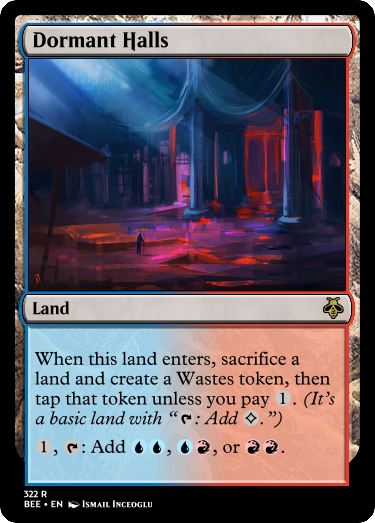 Dormant Halls
Land
When this land enters, sacrifice a
land and create a Wastes token, then
tap that token unless you pay 1. (It's
a basic land with “: Add .”)
1, : Add , , or .
322 R
BEE • EN Ismail Inceoglu